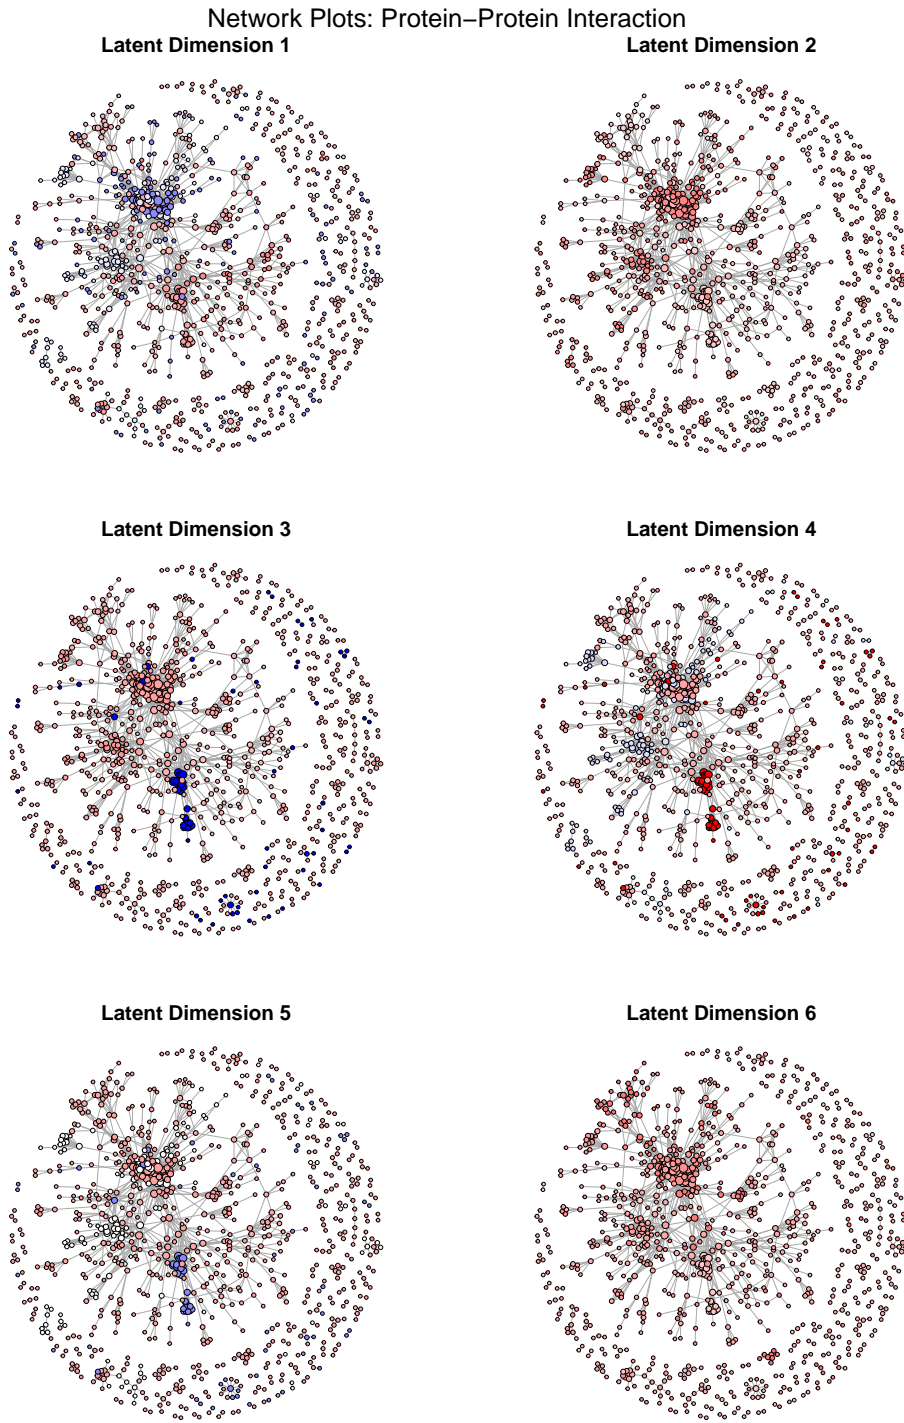 Network Plots: Protein−Protein Interaction
Latent Dimension 1
Latent Dimension 2
Latent Dimension 3
Latent Dimension 4
Latent Dimension 5
Latent Dimension 6